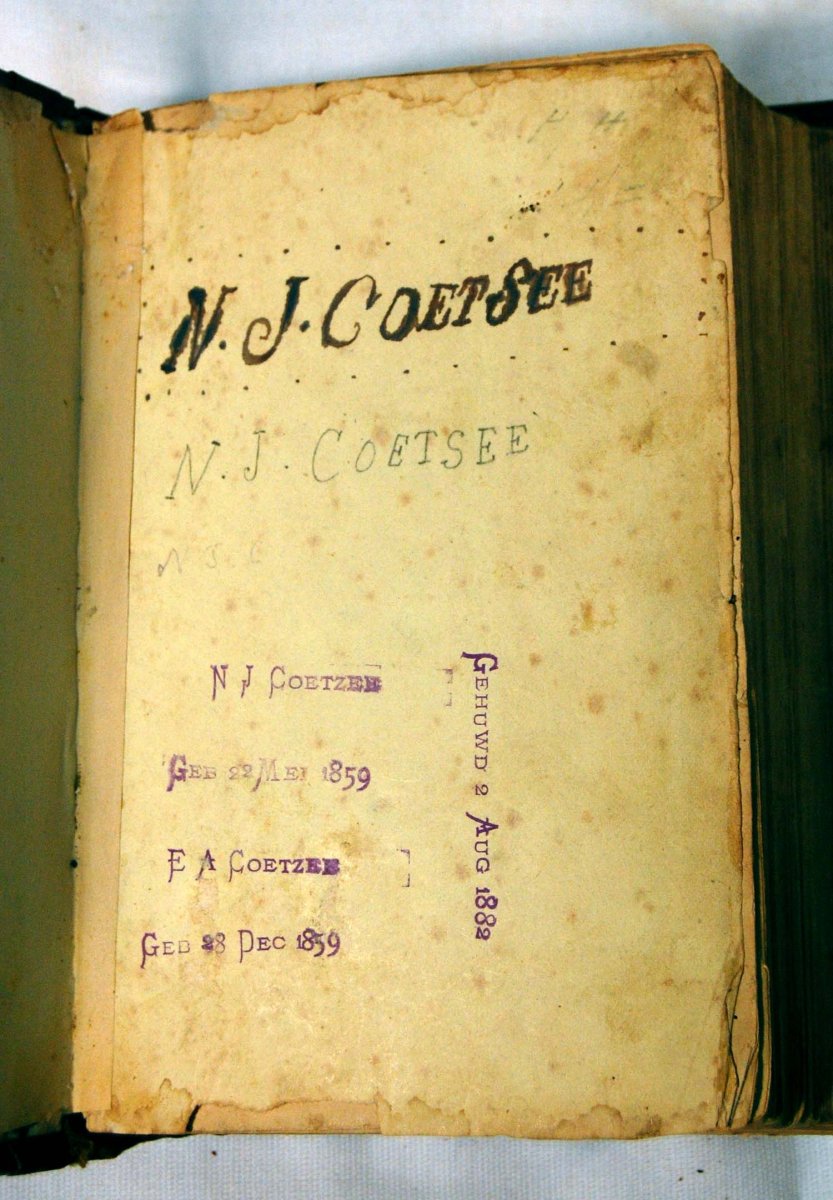 N. J. COETSEE
N. J. COETSEE
N J C
N J COETZEE
GEB 22 MEI 1859
E A COETZEE
GEB 28 DEC 1859
GEHUWD 2 AUG 1882